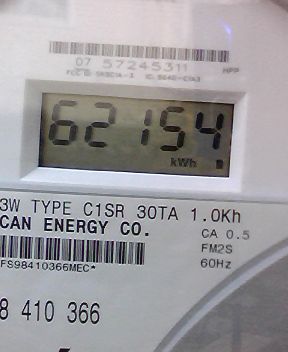 07 57245311
HPP
62154
kWh
3W TYPE C1SR 30TA 1.0Kh
CAN ENERGY CO.
CA 0.5
FM2S
60Hz
FS98410366MEC*
8 410 366